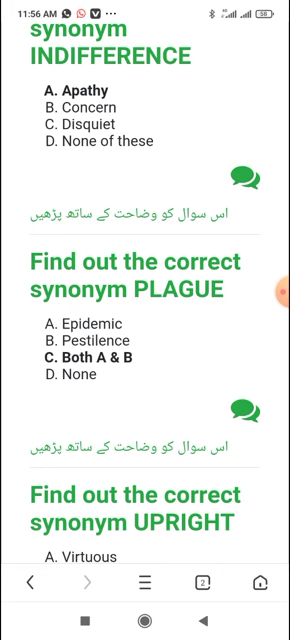 11:56 AM
58
synonym
INDIFFERENCE
A. Apathy
B. Concern
C. Disquiet
D. None of these
اس سوال کو وضاحت کے ساتھ پڑھیں
Find out the correct
synonym PLAGUE
A. Epidemic
B. Pestilence
C. Both A & B
D. None
اس سوال کو وضاحت کے ساتھ پڑھیں
Find out the correct
synonym UPRIGHT
A. Virtuous
2